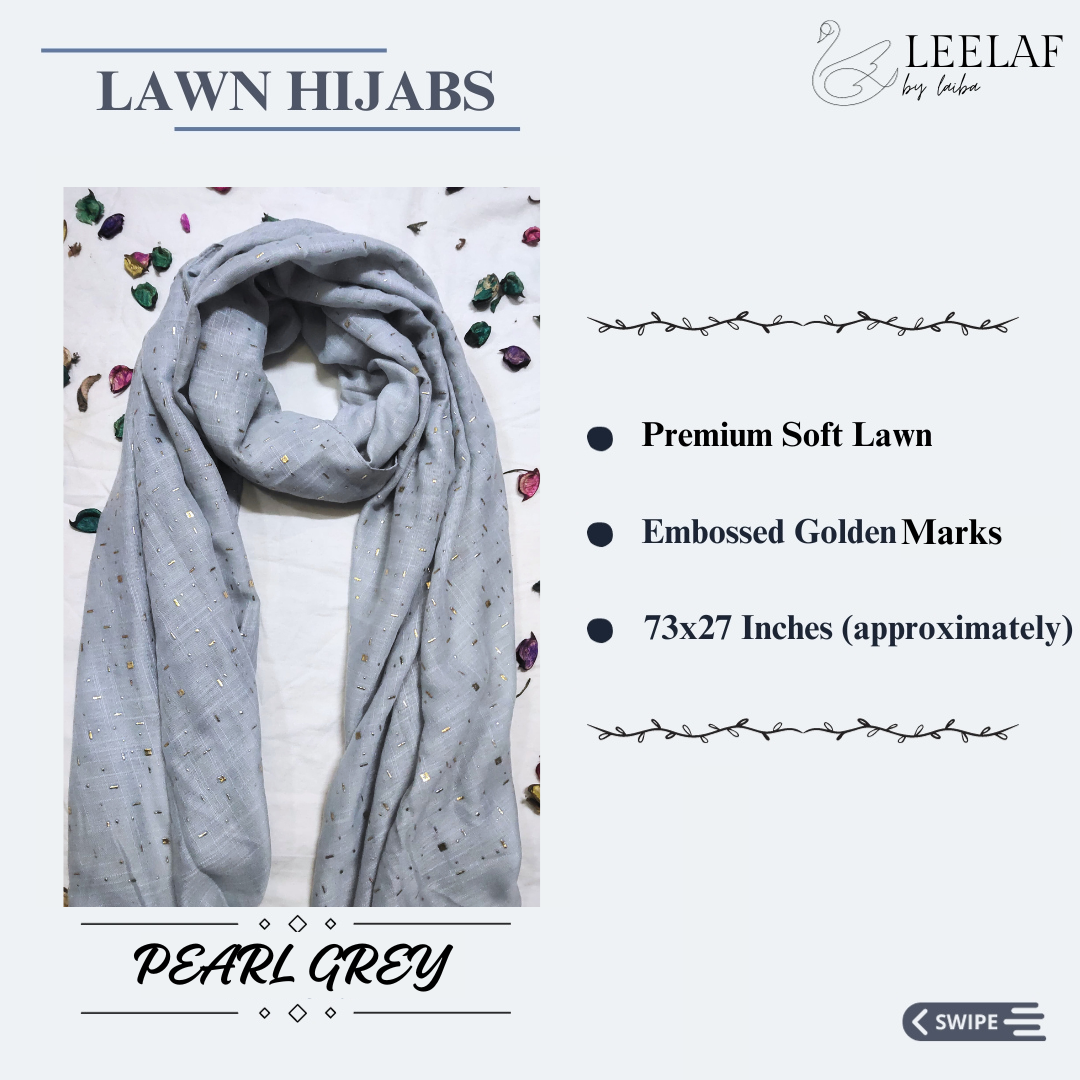 LAWN HIJABS
LEELAF
by laiba
Premium Soft Lawn
Embossed Golden Marks
73x27 Inches (approximately)
PEARL GREY
SWIPE